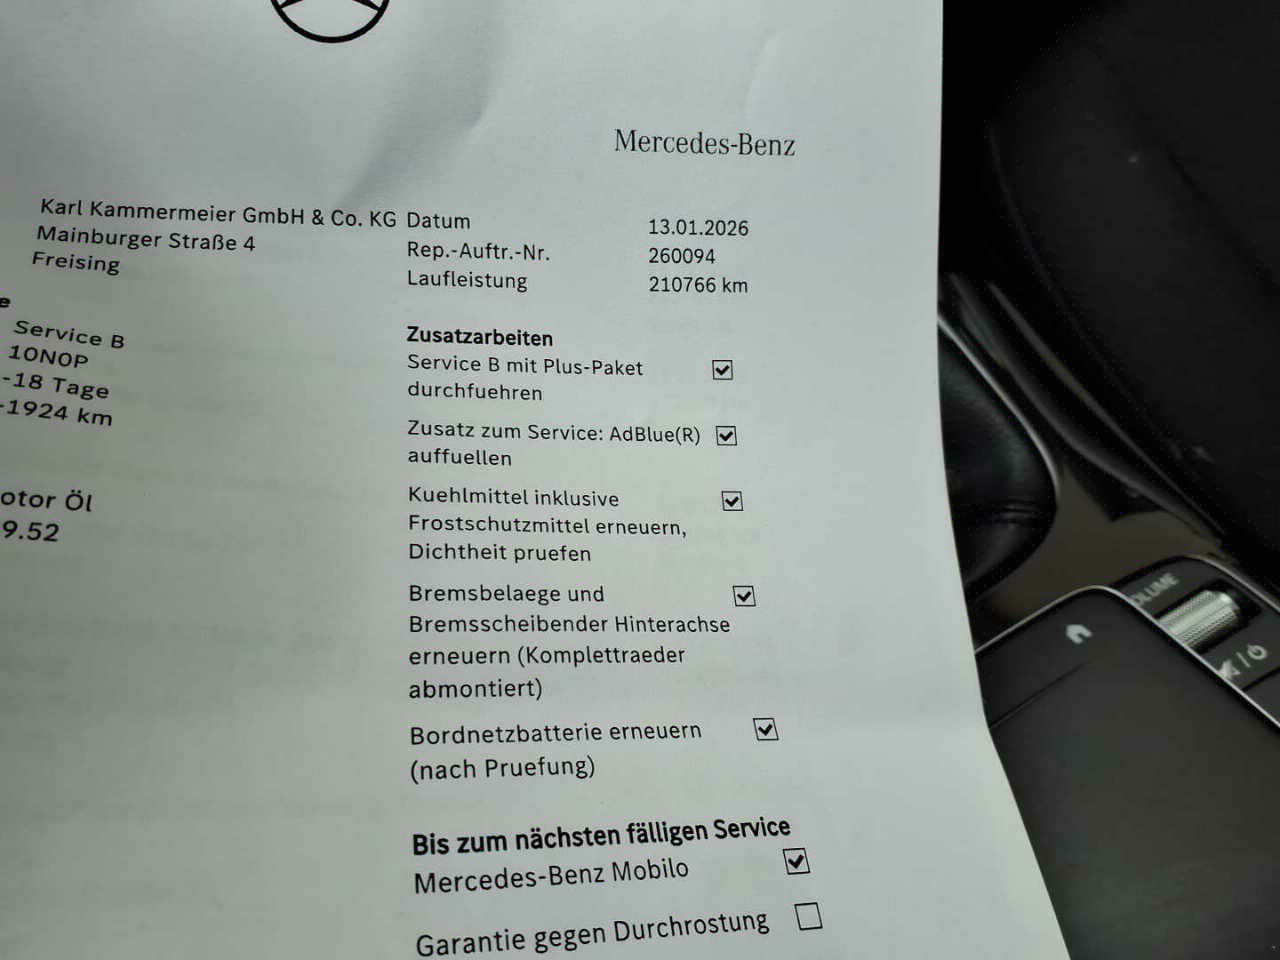 Mercedes-Benz
Karl Kammermeier GmbH & Co. KG
Mainburger Straße 4
Freising
Datum 13.01.2026
Rep.-Auftr.-Nr. 260094
Laufleistung 210766 km
e
Service B
10N0P
-18 Tage
-1924 km
otor Öl
9.52
Zusatzarbeiten
Service B mit Plus-Paket
durchfuehren
Zusatz zum Service: AdBlue(R)
auffuellen
Kuehlmittel inklusive
Frostschutzmittel erneuern,
Dichtheit pruefen
Bremsbelaege und
Bremsscheibender Hinterachse
erneuern (Komplettraeder
abmontiert)
Bordnetzbatterie erneuern
(nach Pruefung)
Bis zum nächsten fälligen Service
Mercedes-Benz Mobilo
Garantie gegen Durchrostung
OLUME